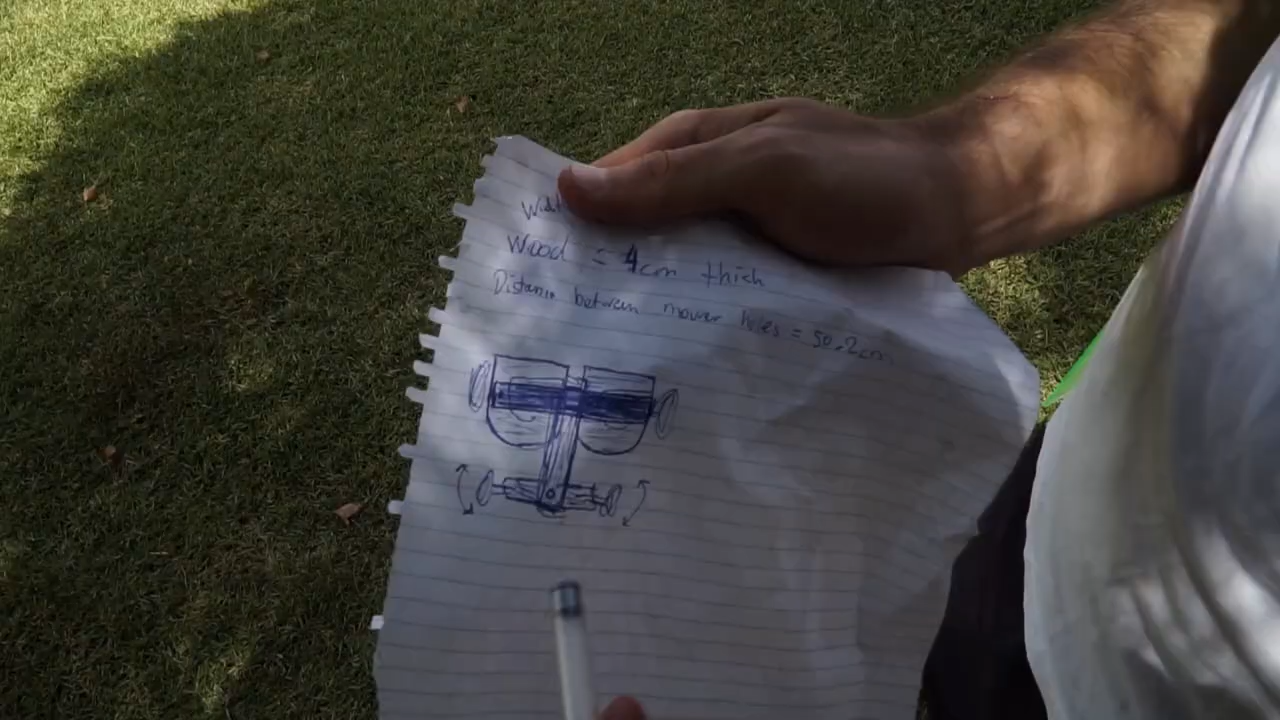 Wood = 4cm thick
Distance between mower holes = 50.2cm